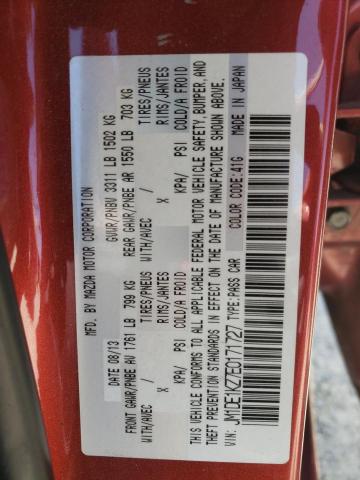 MFD. BY MAZDA MOTOR CORPORATION
DATE 08/13 GVWR/PNBV 3311 LB 1502 KG
FRONT GAWR/PNBE AV 1761 LB 799 KG REAR GAWR/PNBE AR 1550 LB 703 KG
WITH/AVEC / TIRES/PNEUS WITH/AVEC / TIRES/PNEUS
X RIMS/JANTES X RIMS/JANTES
KPA/ PSI COLD/A FROID KPA/ PSI COLD/A FROID
THIS VEHICLE CONFORMS TO ALL APPLICABLE FEDERAL MOTOR VEHICLE SAFETY, BUMPER, AND
THEFT PREVENTION STANDARDS IN EFFECT ON THE DATE OF MANUFACTURE SHOWN ABOVE.
VIN: JM1DE1KZ7E0171727 TYPE:PASS CAR COLOR CODE:41G MADE IN JAPAN